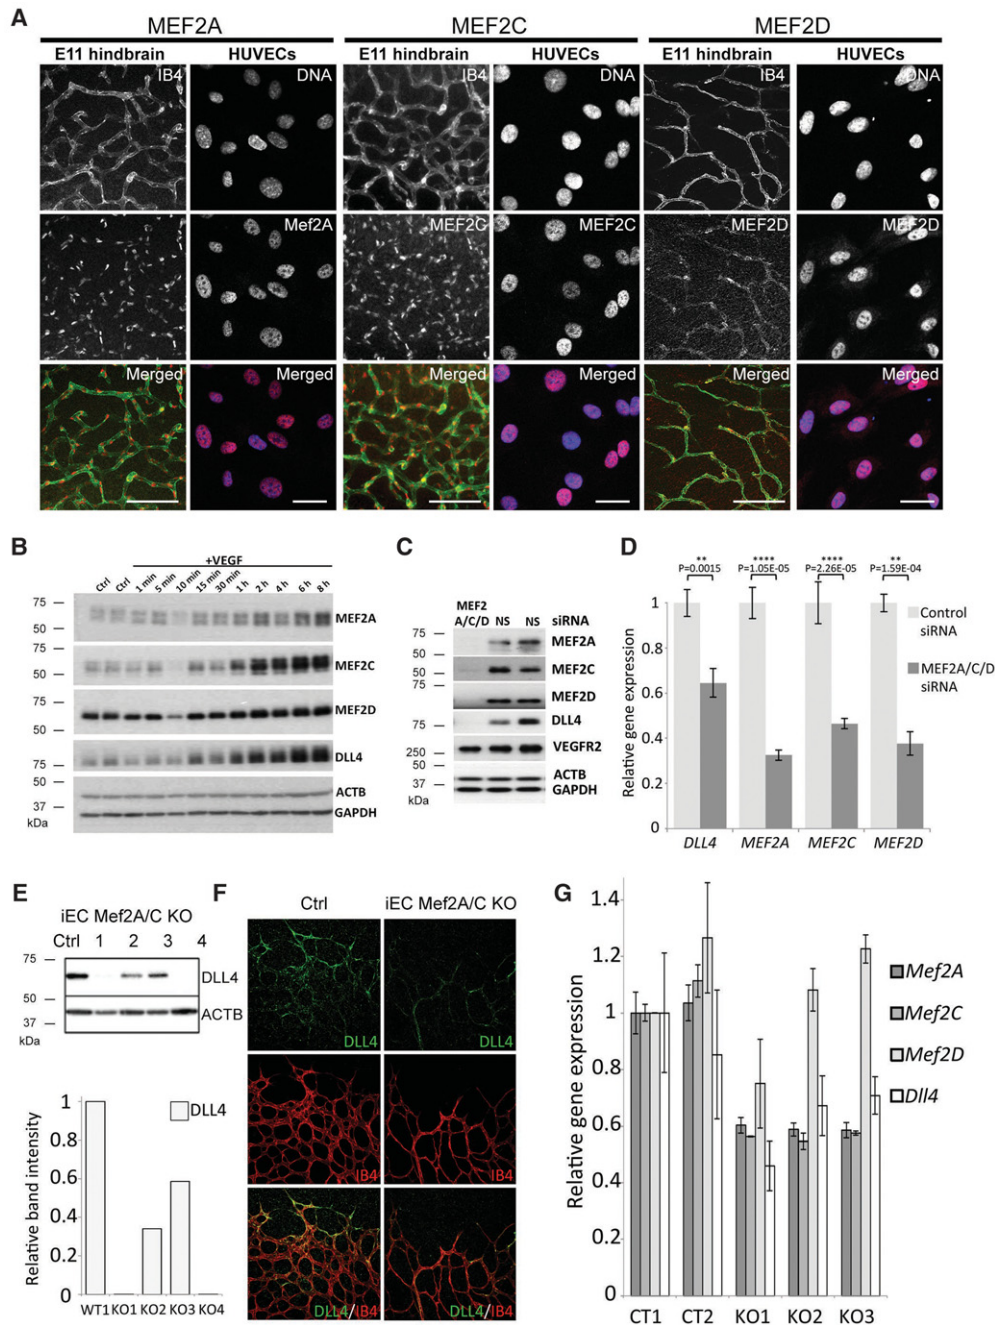 A
MEF2A MEF2C MEF2D
E11 hindbrain HUVECs E11 hindbrain HUVECs E11 hindbrain HUVECs
IB4 DNA IB4 DNA IB4 DNA
Mef2A MEF2C MEF2C MEF2D MEF2D
Merged Merged Merged Merged Merged Merged
B
+VEGF
Ctrl Ctrl 1 min 5 min 10 min 15 min 30 min 1 h 2 h 4 h 6 h 8 h
75
50
MEF2A
75
50
MEF2C
75
50
MEF2D
75
DLL4
50
ACTB
37
GAPDH
kDa
C
MEF2
A/C/D NS NS siRNA
75
50
MEF2A
75
50
MEF2C
75
MEF2D
75
DLL4
250
VEGFR2
50
ACTB
37
GAPDH
kDa
D
** **** **** **
P=0.0015 P=1.05E-05 P=2.26E-05 P=1.59E-04
Relative gene expression
1
0.8
0.6
0.4
0.2
0
DLL4 MEF2A MEF2C MEF2D
Control
siRNA
MEF2A/C/D
siRNA
E
iEC Mef2A/C KO
Ctrl 1 2 3 4
75
DLL4
50
37
ACTB
kDa
Relative band intensity
1
0.8
0.6
0.4
0.2
0
DLL4
WT1 KO1 KO2 KO3 KO4
F
Ctrl iEC Mef2A/C KO
DLL4 DLL4
IB4 IB4
DLL4/IB4 DLL4/IB4
G
Relative gene expression
1.4
1.2
1
0.8
0.6
0.4
0.2
0
CT1 CT2 KO1 KO2 KO3
Mef2A
Mef2C
Mef2D
Dll4